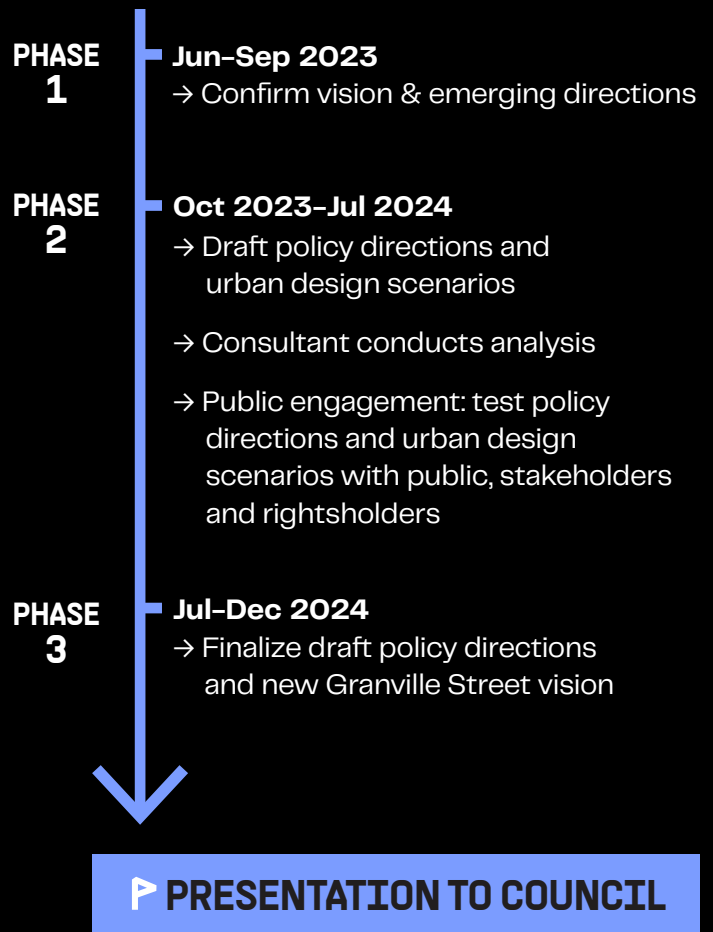 PHASE
1
Jun–Sep 2023
→ Confirm vision & emerging directions
PHASE
2
Oct 2023–Jul 2024
→ Draft policy directions and
urban design scenarios
→ Consultant conducts analysis
→ Public engagement: test policy
directions and urban design
scenarios with public, stakeholders
and rightsholders
PHASE
3
Jul–Dec 2024
→ Finalize draft policy directions
and new Granville Street vision
PRESENTATION TO COUNCIL